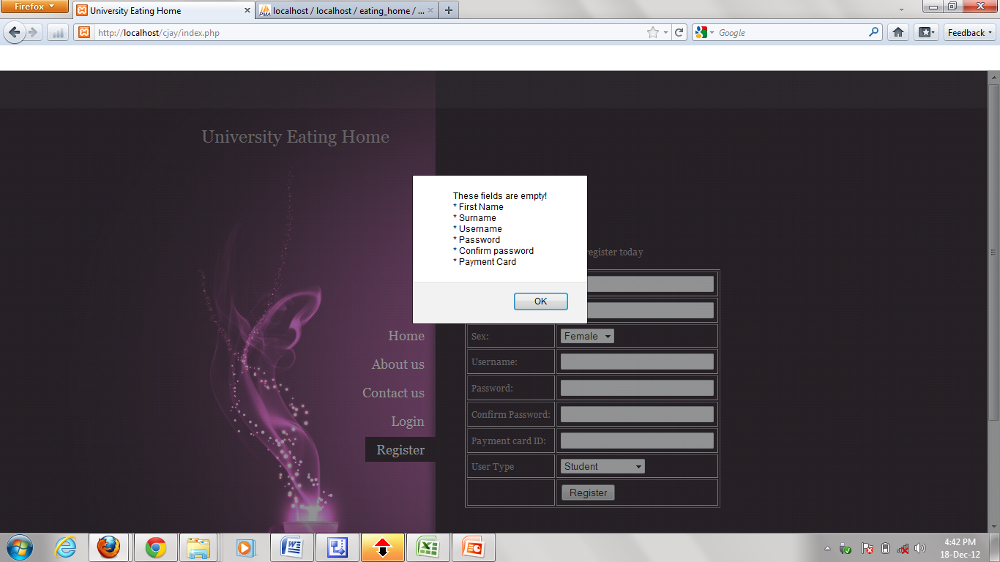 Firefox
University Eating Home
PMA
localhost / localhost / eating_home / ...
http://localhost/cjay/index.php
Google
Feedback
University Eating Home
These fields are empty!
* First Name
* Surname
* Username
* Password
* Confirm password
* Payment Card
OK
register today
Home
About us
Contact us
Login
Register
Sex:
Female
Username:
Password:
Confirm Password:
Payment card ID:
User Type
Student
Register
4:42 PM
18-Dec-12